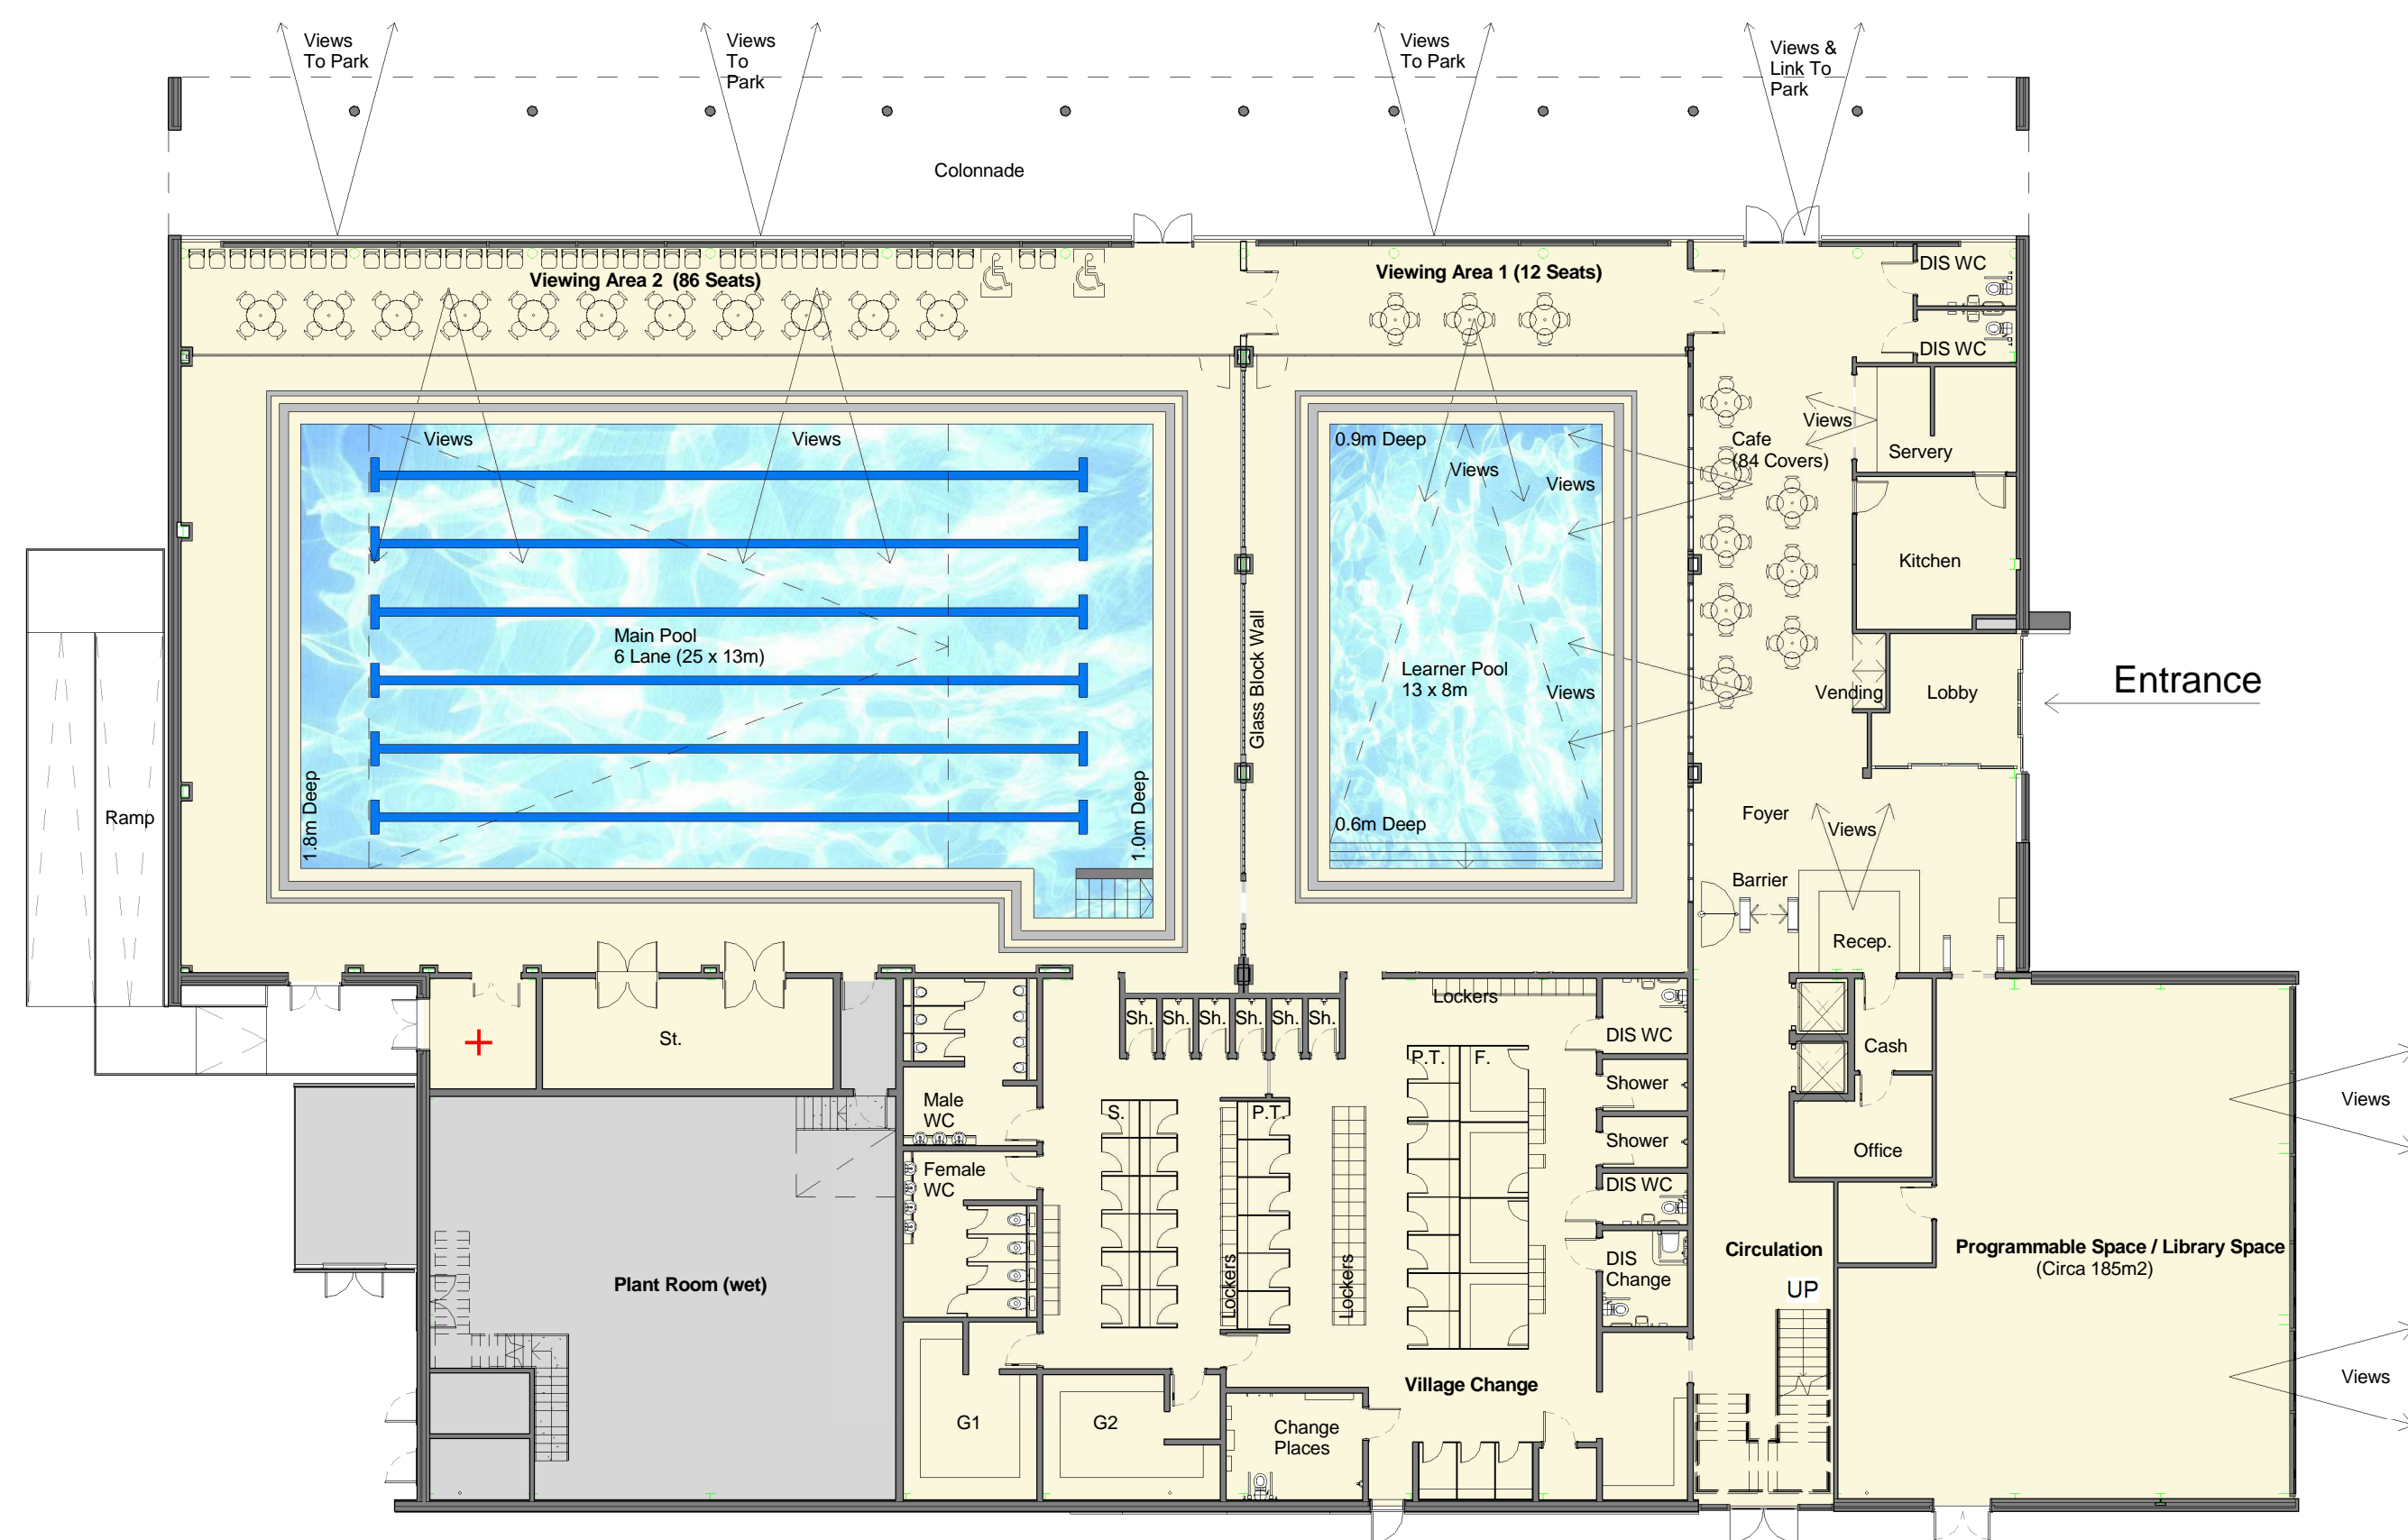 Views
To Park
Views
To
Park
Views
To Park
Views &
Link To
Park
Colonnade
Viewing Area 2 (86 Seats)
Viewing Area 1 (12 Seats)
DIS WC
DIS WC
Views
Views
0.9m Deep
Views
Views
Cafe
(84 Covers)
Views
Servery
Kitchen
Main Pool
6 Lane (25 x 13m)
Glass Block Wall
Learner Pool
13 x 8m
Views
Vending
Lobby
Entrance
Ramp
1.8m Deep
1.0m Deep
0.6m Deep
Foyer
Views
Barrier
Recep.
St.
Sh.
Sh.
Sh.
Sh.
Sh.
Sh.
Lockers
DIS WC
Cash
P.T.
F.
Shower
Views
Male
WC
S.
P.T.
Shower
Office
Female
WC
DIS WC
Plant Room (wet)
Lockers
Lockers
DIS
Change
Circulation
UP
Programmable Space / Library Space
(Circa 185m2)
Village Change
Views
G1
G2
Change
Places